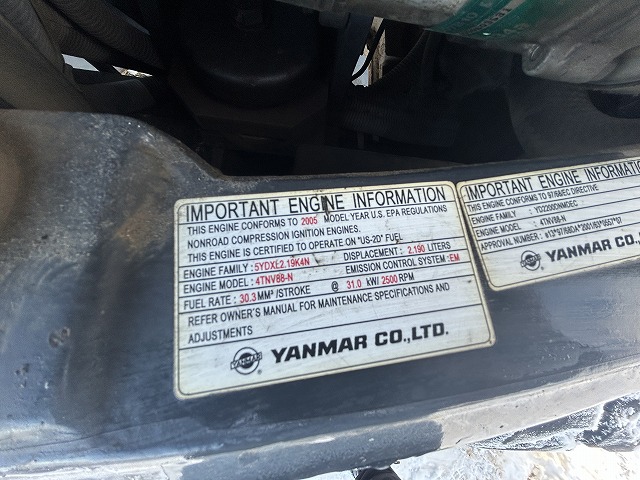 IMPORTANT ENGINE INFORMATION
THIS ENGINE CONFORMS TO 2005 MODEL YEAR U.S. EPA REGULATIONS
NONROAD COMPRESSION IGNITION ENGINES.
THIS ENGINE IS CERTIFIED TO OPERATE ON "US-2D" FUEL
ENGINE FAMILY : 5YDXL2.19K4N DISPLACEMENT : 2.190 LITERS
ENGINE MODEL : 4TNV88-N EMISSION CONTROL SYSTEM : EM
FUEL RATE : 30.3 MM³ /STROKE @ 31.0 kW/ 2500 RPM
REFER OWNER'S MANUAL FOR MAINTENANCE SPECIFICATIONS AND
ADJUSTMENTS
YANMAR YANMAR CO.,LTD.
IMPORTANT ENGINE INFORMATION
THIS ENGINE CONFORMS TO 97/68/EC DIRECTIVE
ENGINE FAMILY :
ENGINE MODEL : 4TNV88-N
APPROVAL NUMBER :
YANMAR YANMAR CO.,LTD.